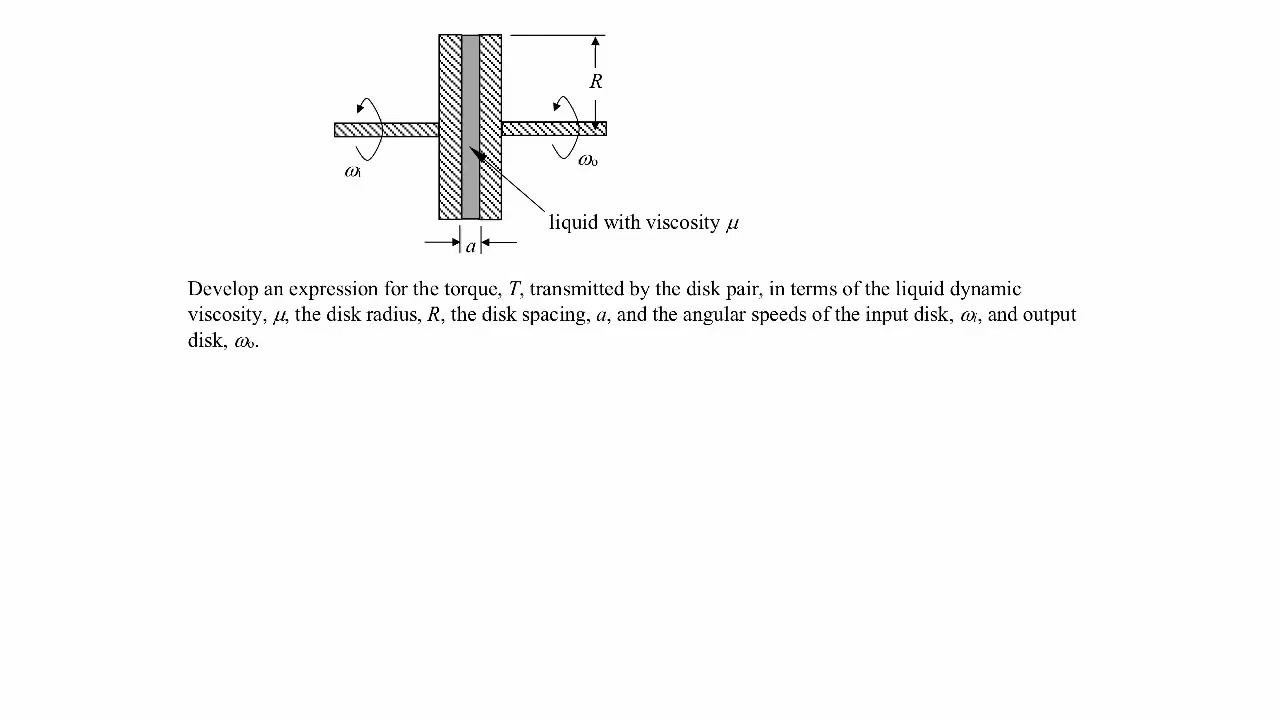 R
ωi
ωo
liquid with viscosity μ
a
Develop an expression for the torque, T, transmitted by the disk pair, in terms of the liquid dynamic
viscosity, μ, the disk radius, R, the disk spacing, a, and the angular speeds of the input disk, ωi, and output
disk, ωo.